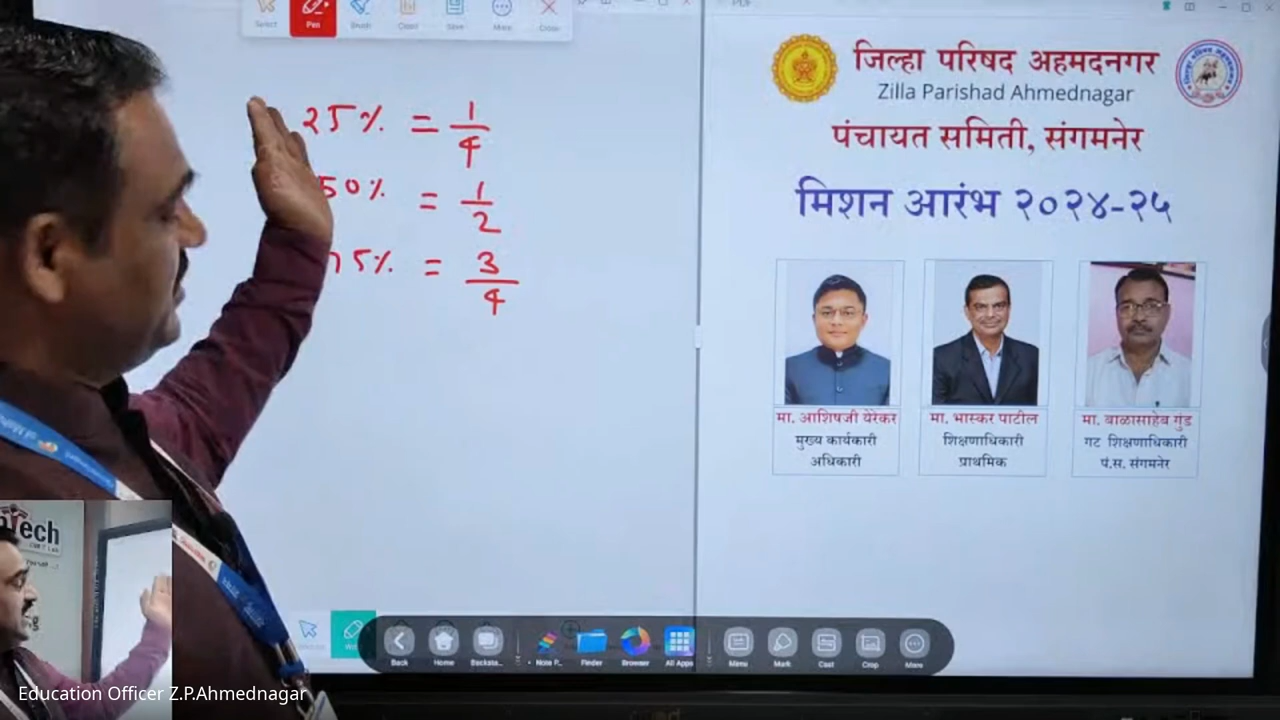 Select Pen Brush Clear Save More Close
25% = 1/4
50% = 1/2
75% = 3/4
PDF
जिल्हा परिषद अहमदनगर
Zilla Parishad Ahmednagar
पंचायत समिती, संगमनेर
मिशन आरंभ २०२४-२५
मा. आशिषजी येरेकर
मुख्य कार्यकारी
अधिकारी
मा. भास्कर पाटील
शिक्षणाधिकारी
प्राथमिक
मा. बाळासाहेब गुंड
गट शिक्षणाधिकारी
पं.स. संगमनेर
Back Home Finder Browser All Apps Menu Mark Cast Crop More
Education Officer Z.P.Ahmednagar